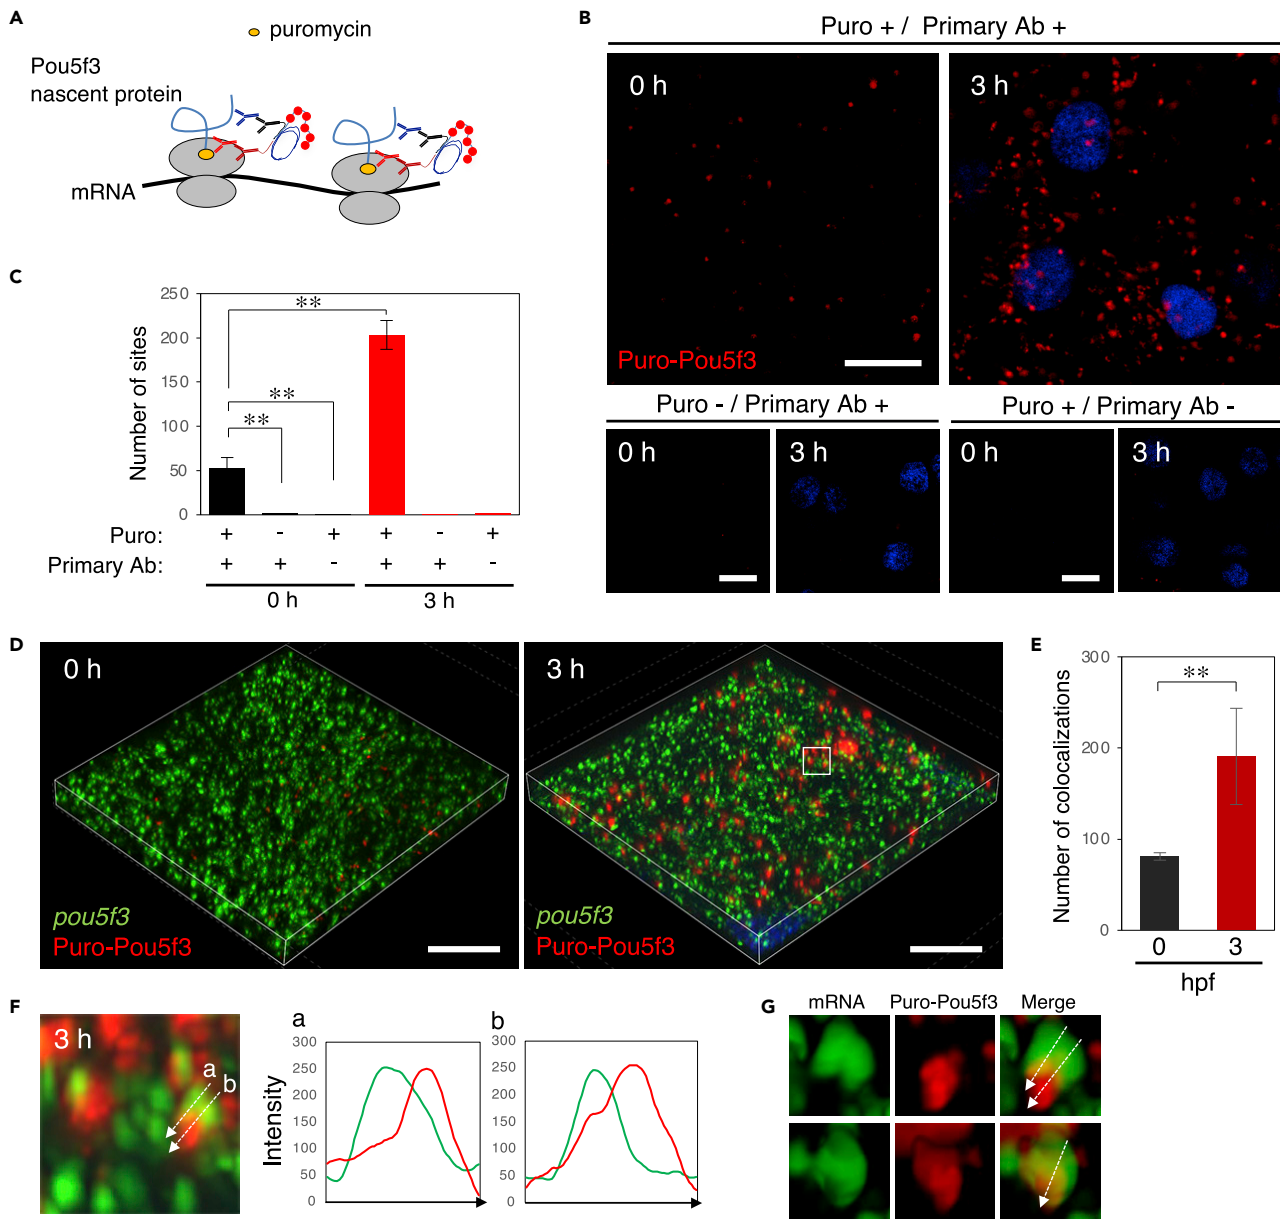 A
puromycin
Pou5f3
nascent protein
mRNA
B
Puro + / Primary Ab +
0 h
3 h
Puro-Pou5f3
Puro - / Primary Ab +
Puro + / Primary Ab -
0 h
3 h
0 h
3 h
C
Number of sites
250
200
150
100
50
0
**
**
**
Puro: + - + + - +
Primary Ab: + + - + + -
0 h
3 h
D
0 h
pou5f3
Puro-Pou5f3
3 h
pou5f3
Puro-Pou5f3
E
Number of colocalizations
300
200
100
0
**
0 3
hpf
F
3 h
a
b
a
Intensity
300
250
200
150
100
50
0
b
300
250
200
150
100
50
0
G
mRNA Puro-Pou5f3 Merge